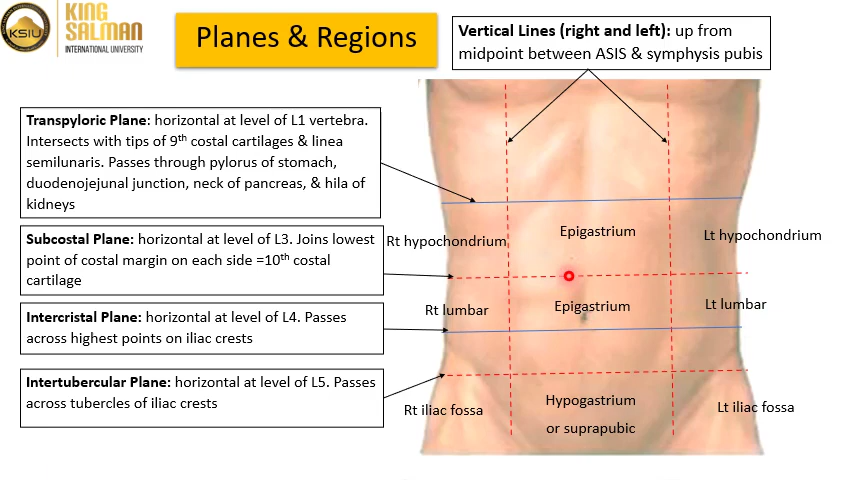 KSIU
KING
SALMAN
INTERNATIONAL UNIVERSITY
Planes & Regions
Vertical Lines (right and left): up from
midpoint between ASIS & symphysis pubis
Transpyloric Plane: horizontal at level of L1 vertebra.
Intersects with tips of 9th costal cartilages & linea
semilunaris. Passes through pylorus of stomach,
duodenojejunal junction, neck of pancreas, & hila of
kidneys
Subcostal Plane: horizontal at level of L3. Joins lowest
point of costal margin on each side =10th costal
cartilage
Intercristal Plane: horizontal at level of L4. Passes
across highest points on iliac crests
Intertubercular Plane: horizontal at level of L5. Passes
across tubercles of iliac crests
Rt hypochondrium
Epigastrium
Lt hypochondrium
Rt lumbar
Epigastrium
Lt lumbar
Rt iliac fossa
Hypogastrium
or suprapubic
Lt iliac fossa